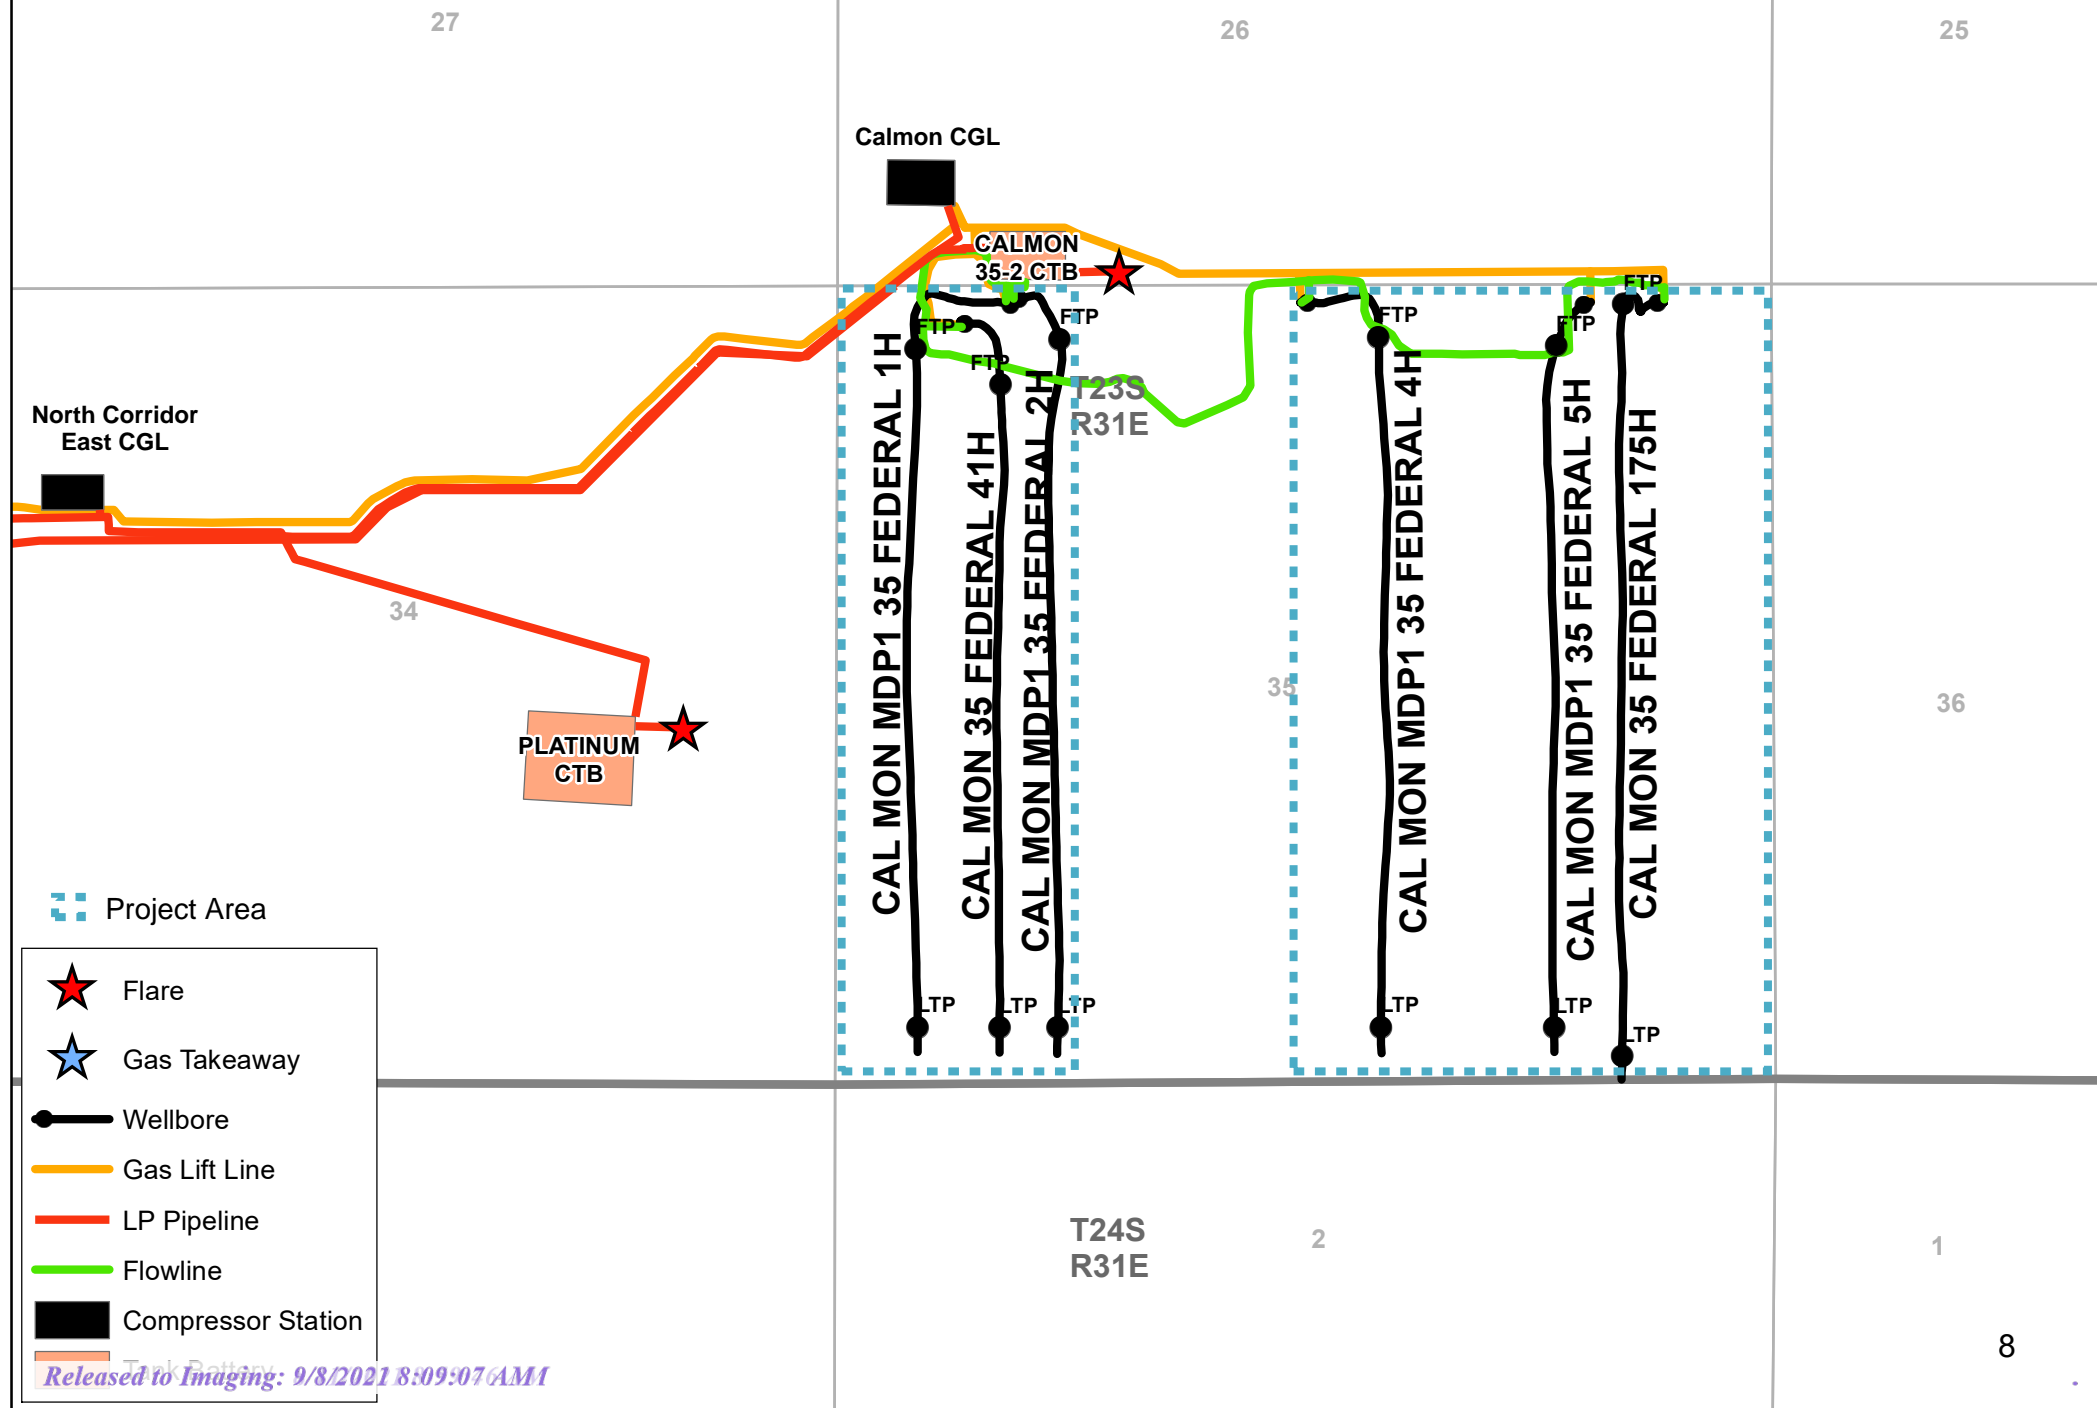 27
26
25
Calmon CGL
CALMON
35-2 CTB
FTP
FTP
FTP
FTP
FTP
FTP
T23S
R31E
North Corridor
East CGL
CAL MON MDP1 35 FEDERAL 1H
CAL MON 35 FEDERAL 41H
CAL MON MDP1 35 FEDERAL 2H
CAL MON MDP1 35 FEDERAL 4H
CAL MON MDP1 35 FEDERAL 5H
CAL MON 35 FEDERAL 175H
34
35
36
PLATINUM
CTB
LTP
LTP
LTP
LTP
LTP
LTP
Project Area
Flare
Gas Takeaway
Wellbore
Gas Lift Line
LP Pipeline
Flowline
Compressor Station
Tank Battery
Released to Imaging: 9/8/2021 8:09:07 AM
T24S
R31E
2
1
8